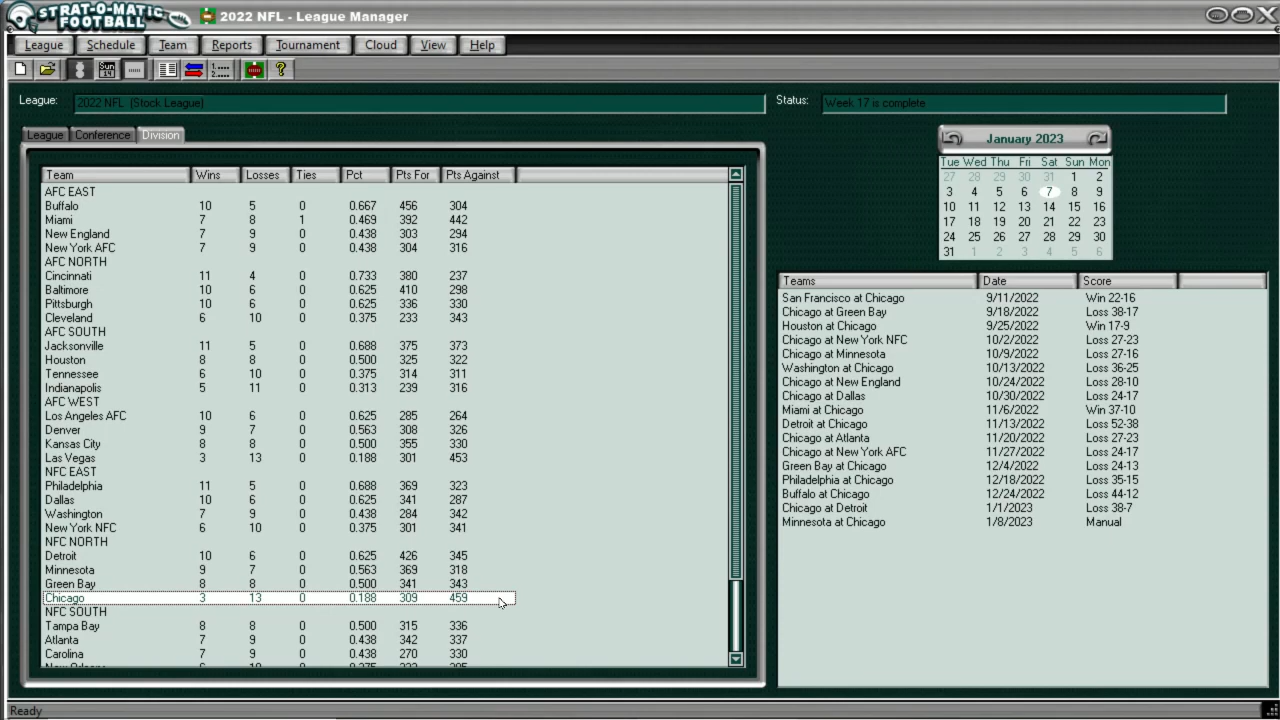 STRAT-O-MATIC FOOTBALL 2022 NFL - League Manager
League Schedule Team Reports Tournament Cloud View Help
League: 2022 NFL (Stock League) Status: Week 17 is complete
League Conference Division
Team Wins Losses Ties Pct Pts For Pts Against
AFC EAST
Buffalo 10 5 0 0.667 456 304
Miami 7 8 1 0.469 392 442
New England 7 9 0 0.438 303 294
New York AFC 7 9 0 0.438 304 316
AFC NORTH
Cincinnati 11 4 0 0.733 380 237
Baltimore 10 6 0 0.625 410 298
Pittsburgh 10 6 0 0.625 336 330
Cleveland 6 10 0 0.375 233 343
AFC SOUTH
Jacksonville 11 5 0 0.688 375 373
Houston 8 8 0 0.500 325 322
Tennessee 6 10 0 0.375 314 311
Indianapolis 5 11 0 0.313 239 316
AFC WEST
Los Angeles AFC 10 6 0 0.625 285 264
Denver 9 7 0 0.563 308 326
Kansas City 8 8 0 0.500 355 330
Las Vegas 3 13 0 0.188 301 453
NFC EAST
Philadelphia 11 5 0 0.688 369 323
Dallas 10 6 0 0.625 341 287
Washington 7 9 0 0.438 284 342
New York NFC 6 10 0 0.375 301 341
NFC NORTH
Detroit 10 6 0 0.625 426 345
Minnesota 9 7 0 0.563 369 318
Green Bay 8 8 0 0.500 341 343
Chicago 3 13 0 0.188 309 459
NFC SOUTH
Tampa Bay 8 8 0 0.500 315 336
Atlanta 7 9 0 0.438 342 337
Carolina 7 9 0 0.438 270 330
January 2023
Tue Wed Thu Fri Sat Sun Mon
27 28 29 30 31 1 2
3 4 5 6 7 8 9
10 11 12 13 14 15 16
17 18 19 20 21 22 23
24 25 26 27 28 29 30
31 1 2 3 4 5 6
Teams Date Score
San Francisco at Chicago 9/11/2022 Win 22-16
Chicago at Green Bay 9/18/2022 Loss 38-17
Houston at Chicago 9/25/2022 Win 17-9
Chicago at New York NFC 10/2/2022 Loss 27-23
Chicago at Minnesota 10/9/2022 Loss 27-16
Washington at Chicago 10/13/2022 Loss 36-25
Chicago at New England 10/24/2022 Loss 28-10
Chicago at Dallas 10/30/2022 Loss 24-17
Miami at Chicago 11/6/2022 Win 37-10
Detroit at Chicago 11/13/2022 Loss 52-38
Chicago at Atlanta 11/20/2022 Loss 27-23
Chicago at New York AFC 11/27/2022 Loss 24-17
Green Bay at Chicago 12/4/2022 Loss 24-13
Philadelphia at Chicago 12/18/2022 Loss 35-15
Buffalo at Chicago 12/24/2022 Loss 44-12
Chicago at Detroit 1/1/2023 Loss 38-7
Minnesota at Chicago 1/8/2023 Manual
Ready